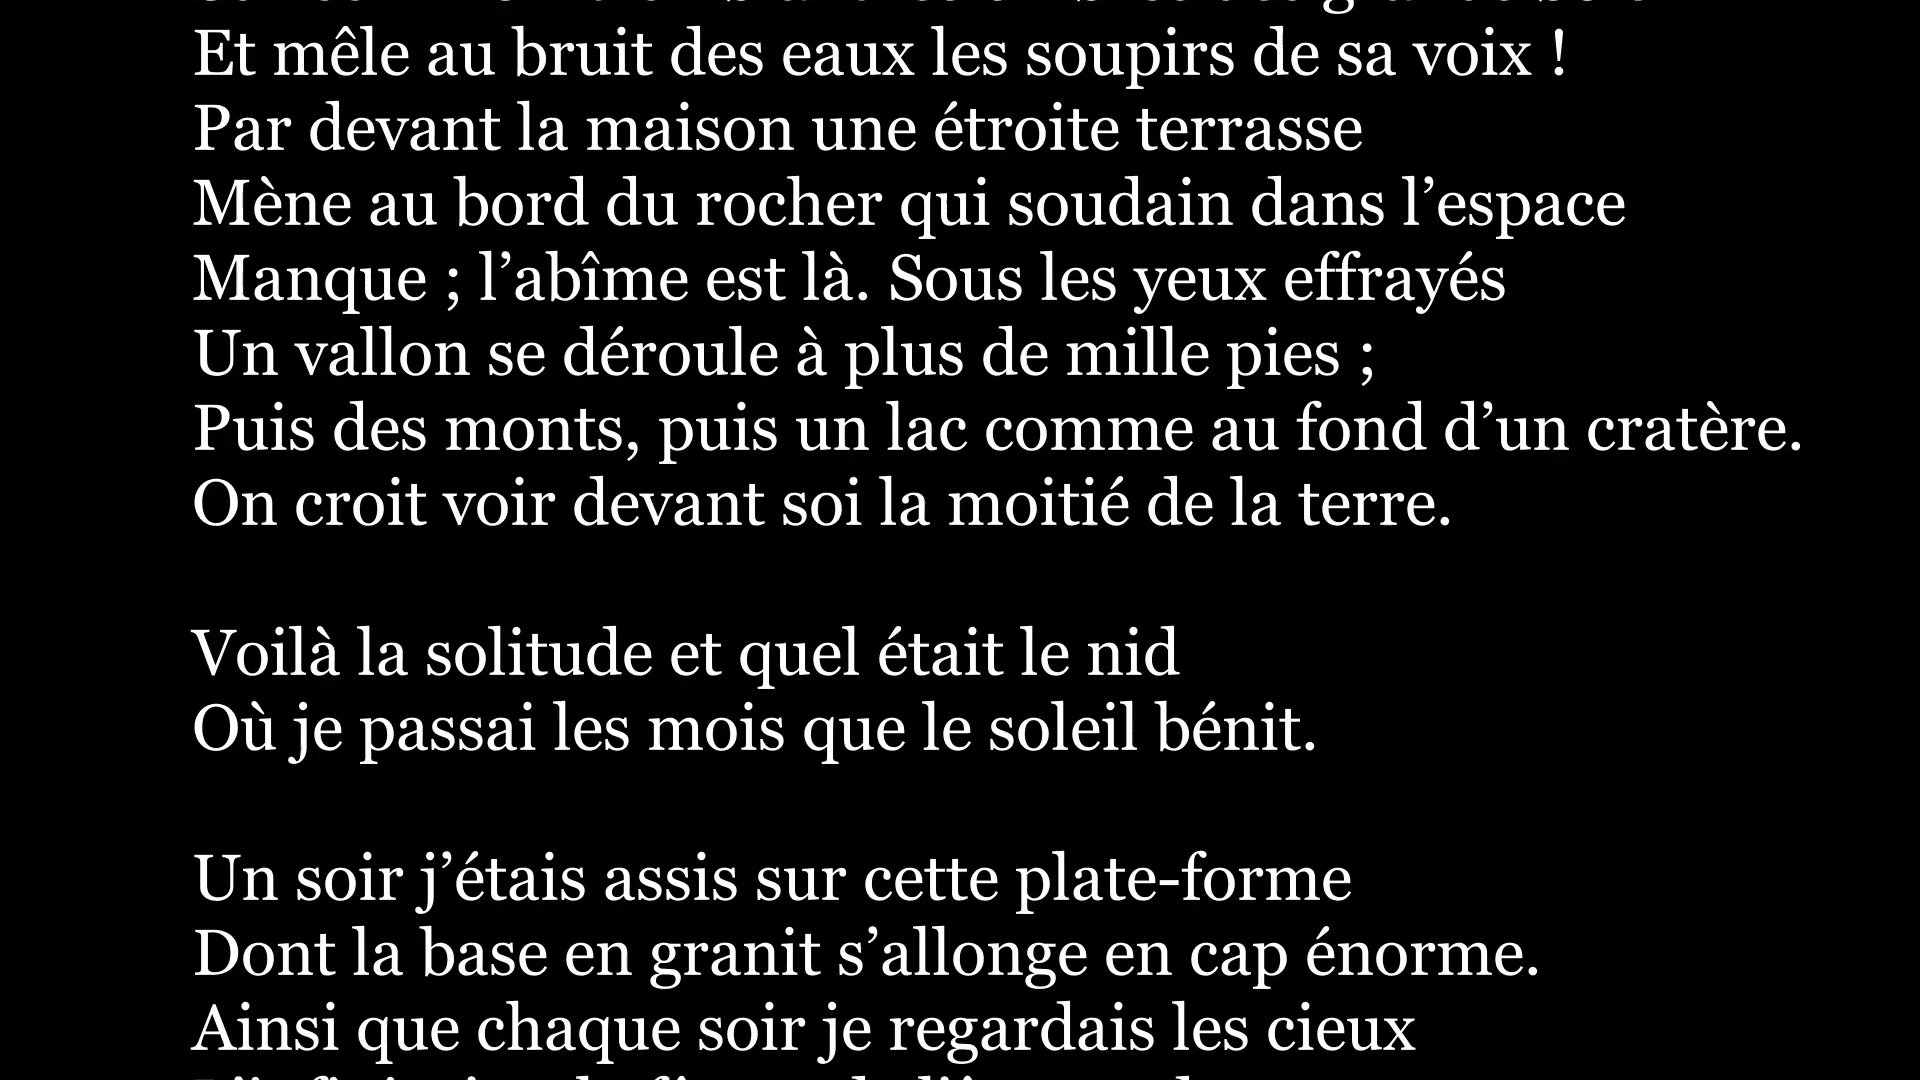 Et mêle au bruit des eaux les soupirs de sa voix !
Par devant la maison une étroite terrasse
Mène au bord du rocher qui soudain dans l’espace
Manque ; l’abîme est là. Sous les yeux effrayés
Un vallon se déroule à plus de mille pies ;
Puis des monts, puis un lac comme au fond d’un cratère.
On croit voir devant soi la moitié de la terre.
Voilà la solitude et quel était le nid
Où je passai les mois que le soleil bénit.
Un soir j’étais assis sur cette plate-forme
Dont la base en granit s’allonge en cap énorme.
Ainsi que chaque soir je regardais les cieux